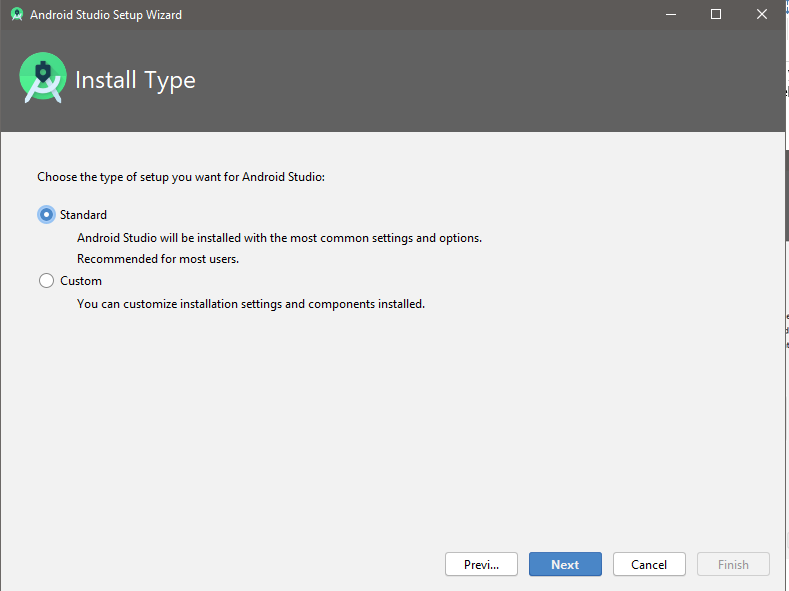 Android Studio Setup Wizard
Install Type
Choose the type of setup you want for Android Studio:
Standard
Android Studio will be installed with the most common settings and options.
Recommended for most users.
Custom
You can customize installation settings and components installed.
Previ...
Next
Cancel
Finish